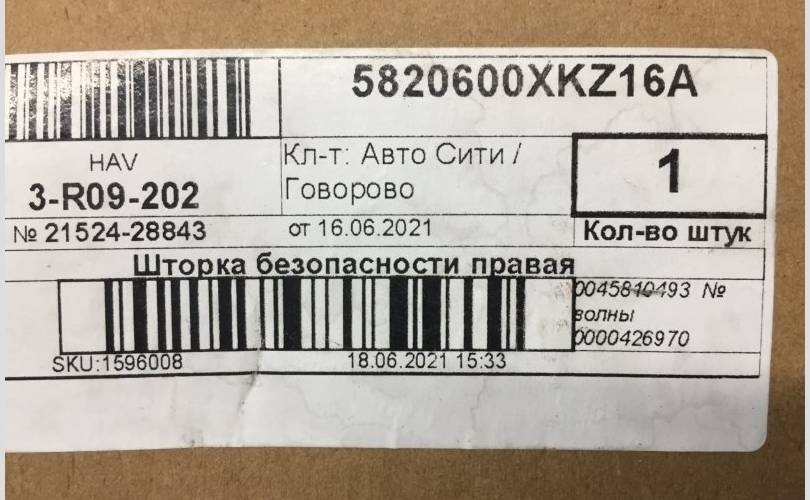 5820600XKZ16A
HAV
3-R09-202
Кл-т: Авто Сити /
Говорово
1
№ 21524-28843
от 16.06.2021
Кол-во штук
Шторка безопасности правая
0045810493 №
волны
0000426970
SKU:1596008
18.06.2021 15:33